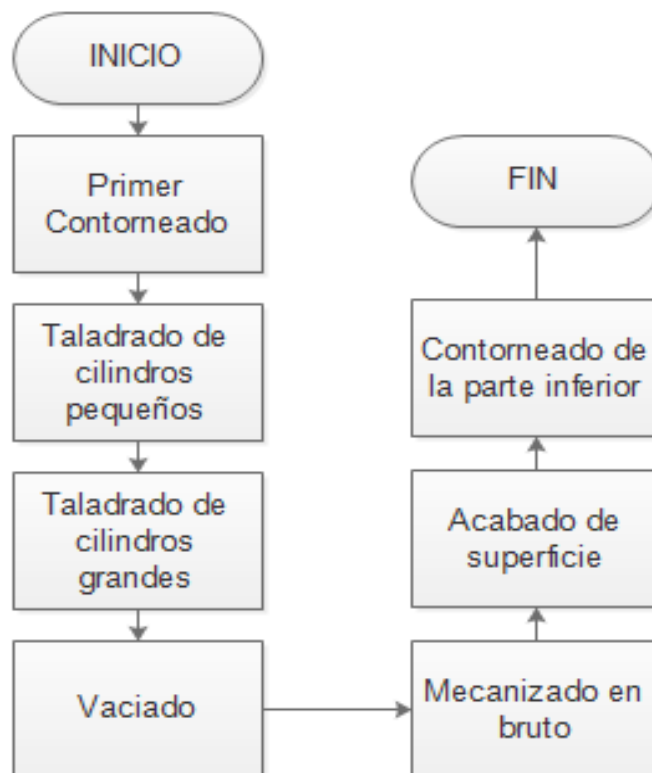 INICIO
Primer
Contorneado
Taladrado de
cilindros
pequeños
Taladrado de
cilindros
grandes
Vaciado
Mecanizado en
bruto
Acabado de
superficie
Contorneado de
la parte inferior
FIN